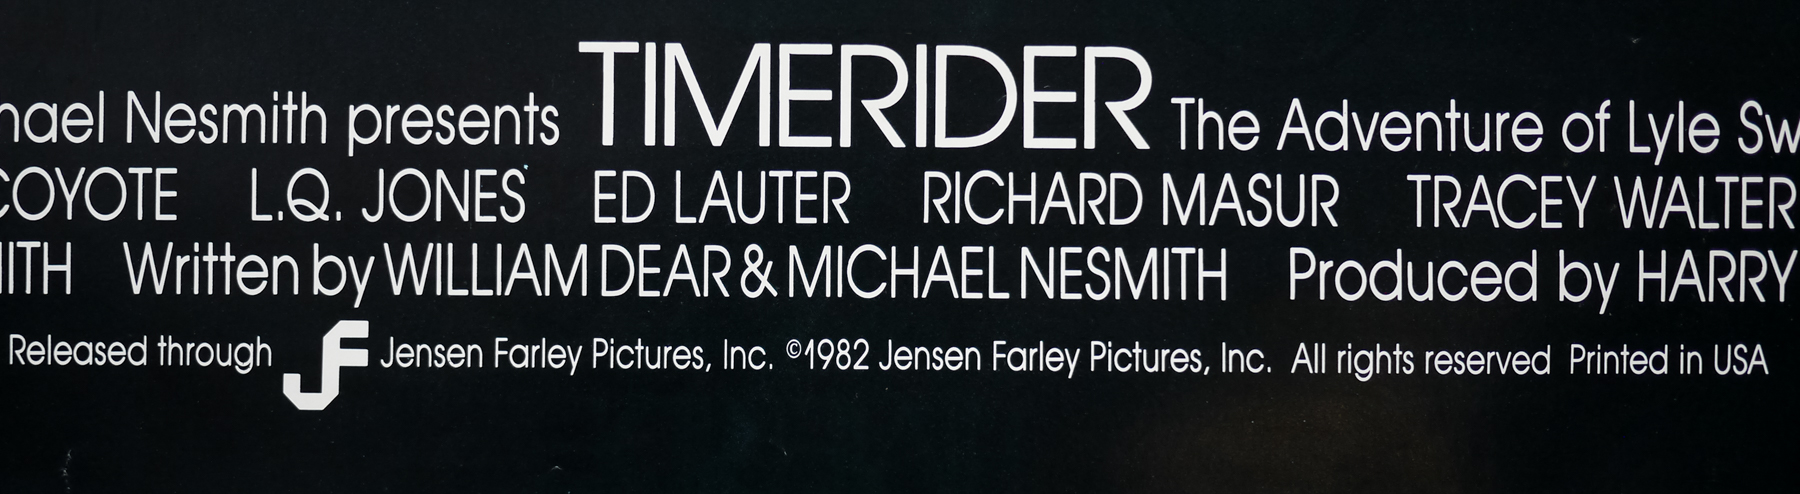 hael Nesmith presents TIMERIDER The Adventure of Lyle Sw
COYOTE L.Q. JONES ED LAUTER RICHARD MASUR TRACEY WALTER
ITH Written by WILLIAM DEAR & MICHAEL NESMITH Produced by HARRY
Released through JF Jensen Farley Pictures, Inc. ©1982 Jensen Farley Pictures, Inc. All rights reserved Printed in USA